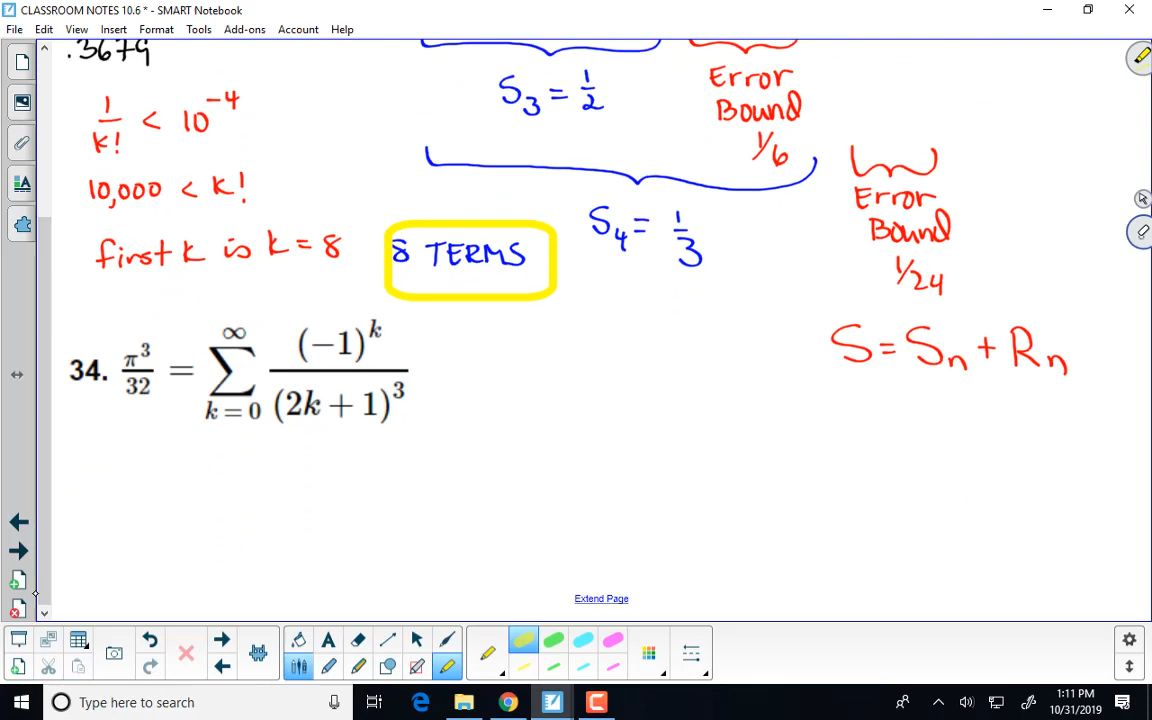 CLASSROOM NOTES 10.6 * - SMART Notebook
File Edit View Insert Format Tools Add-ons Account Help
.3679
S₃ = 1/2
Error
Bound
1/6
1/k! < 10⁻⁴
10,000 < k!
first k is k = 8
8 TERMS
S₄ = 1/3
Error
Bound
1/24
S = Sₙ + Rₙ
34. π³/32 = ∞ ∑ k = 0 (−1)ᵏ/(2k + 1)³
Extend Page
A
Type here to search
1:11 PM
10/31/2019